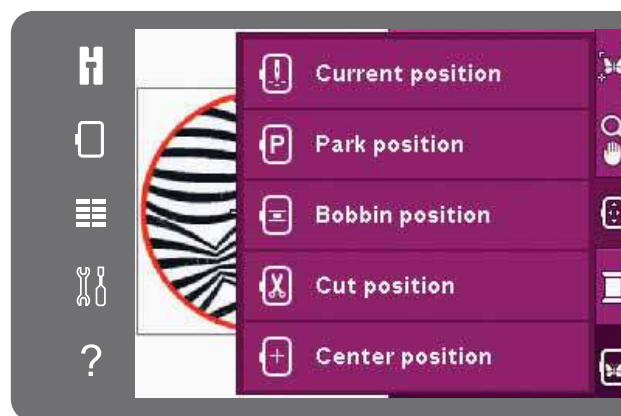 Current position
P Park position
Bobbin position
Cut position
Center position
?